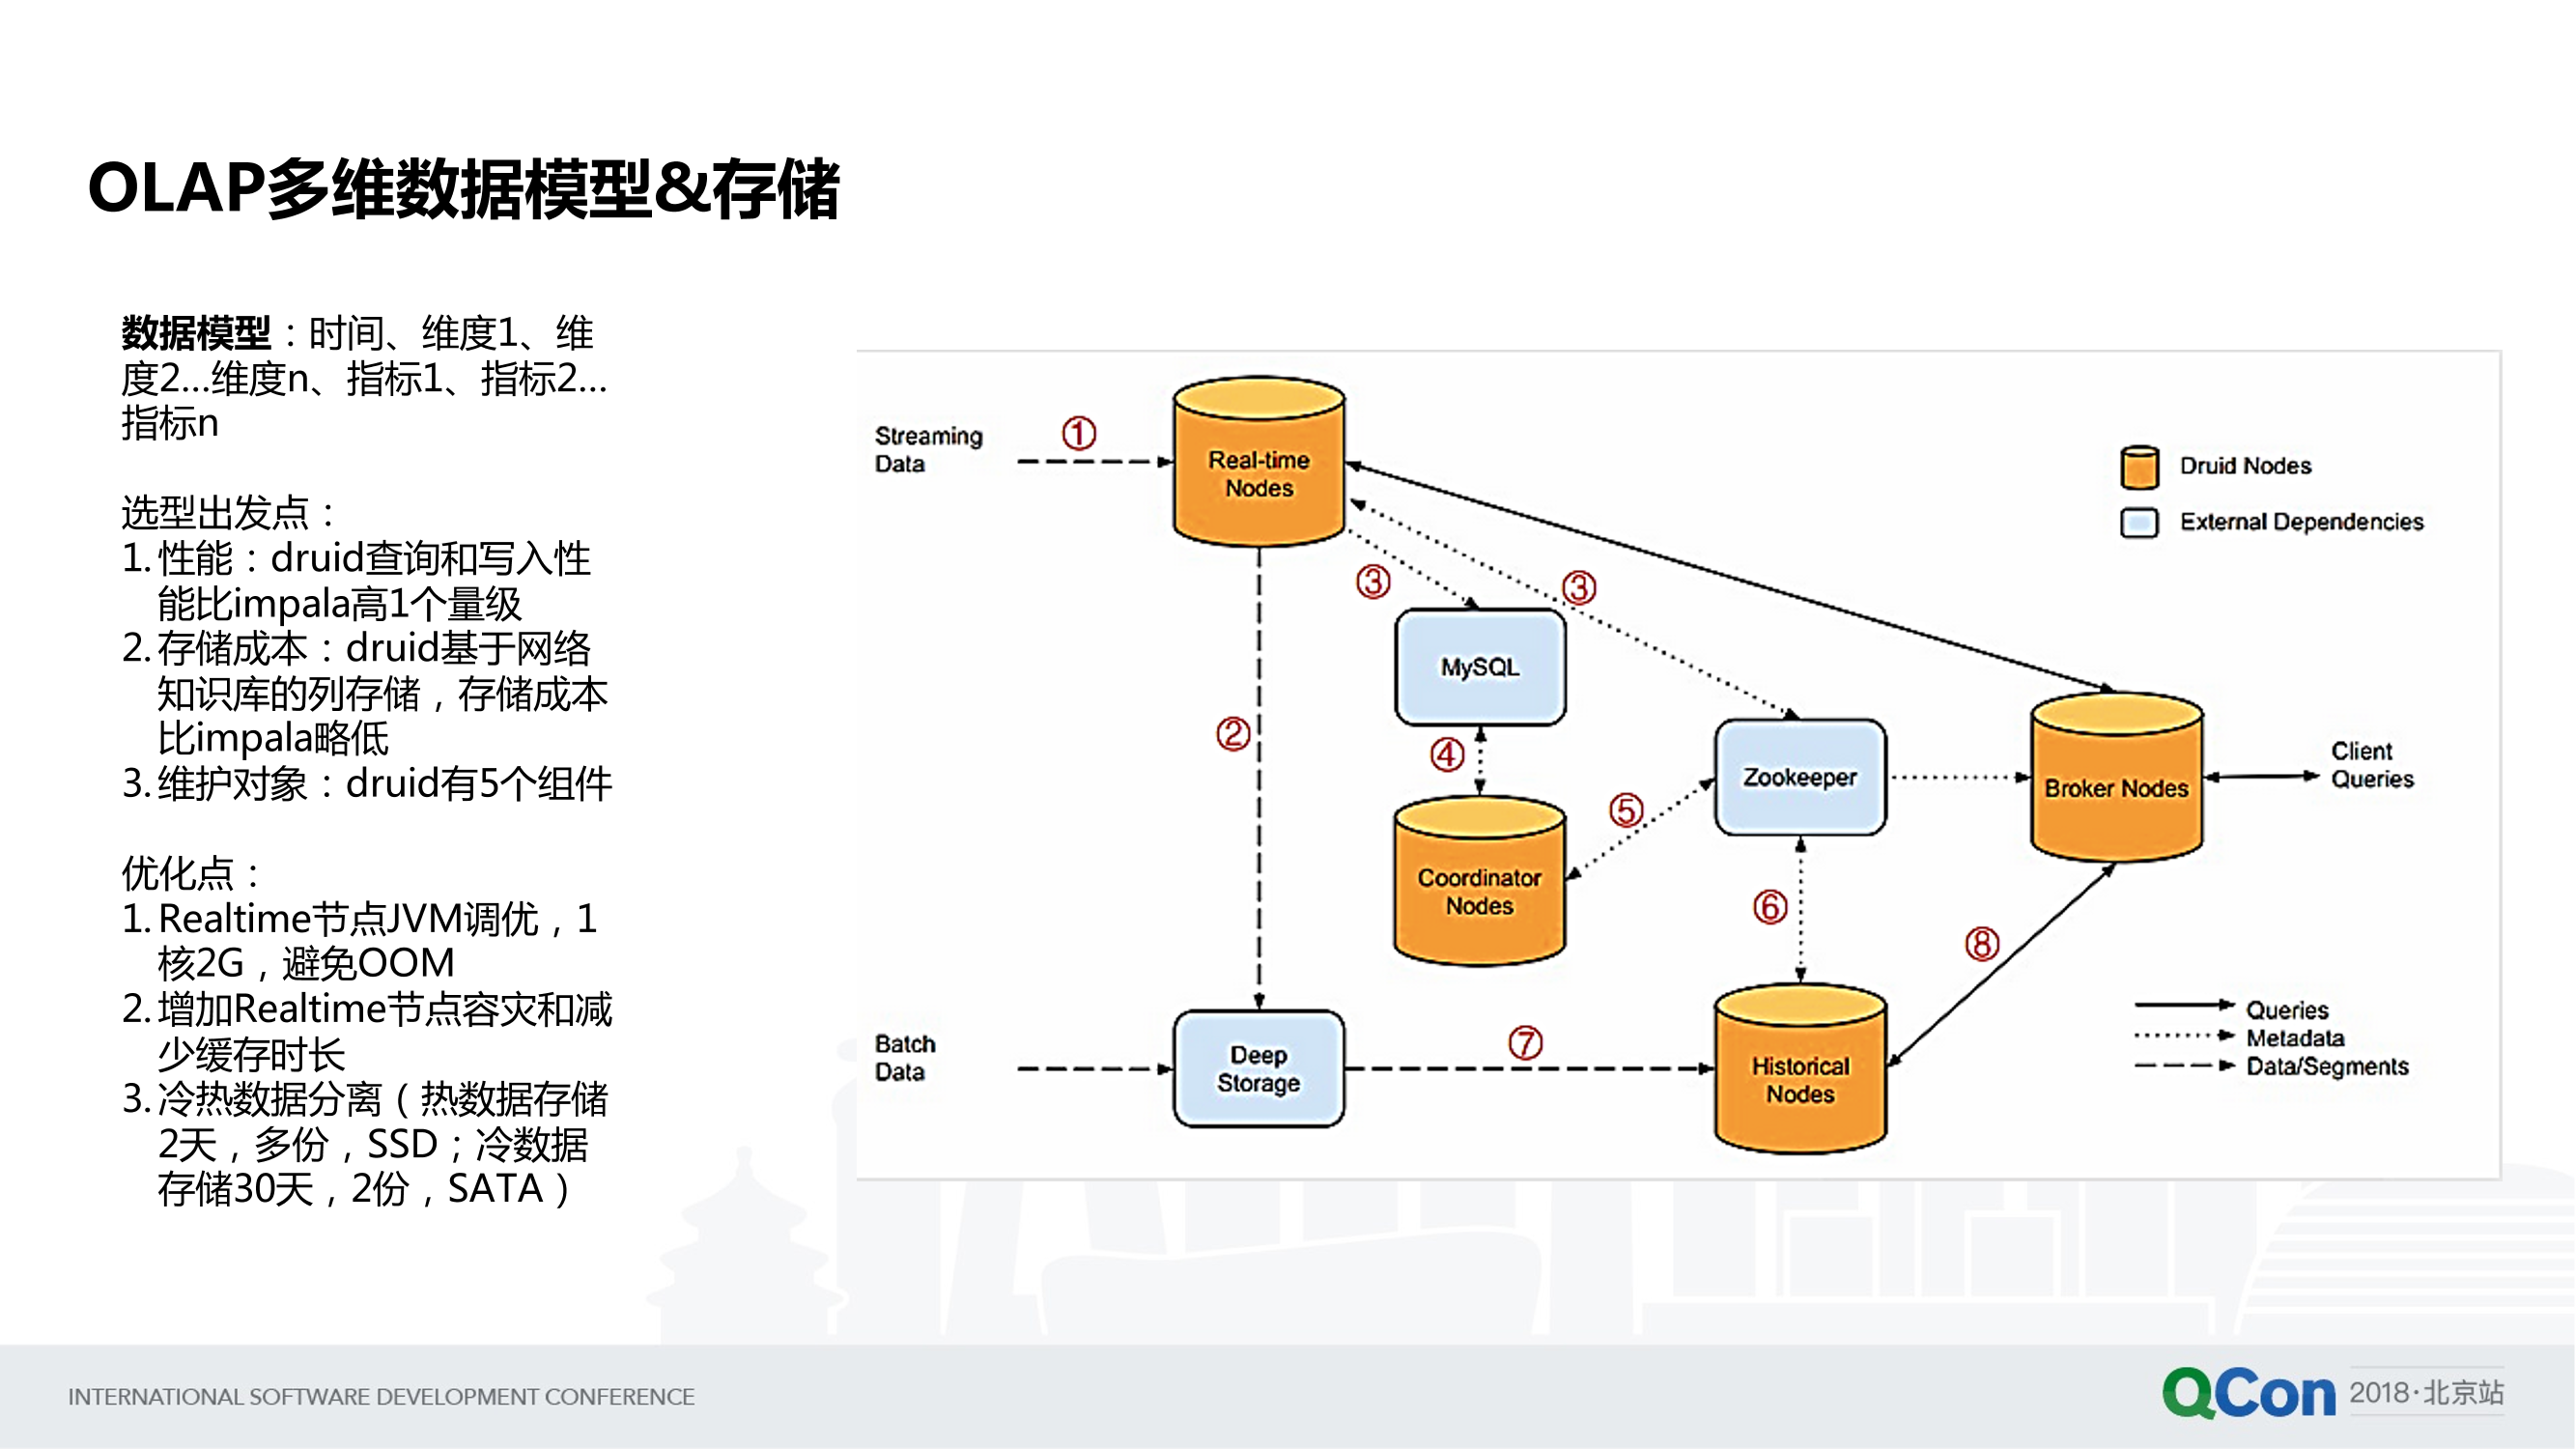 OLAP多维数据模型&存储
数据模型：时间、维度1、维
度2...维度n、指标1、指标2...
指标n
选型出发点：
1. 性能：druid查询和写入性
能比impala高1个量级
2. 存储成本：druid基于网络
知识库的列存储，存储成本
比impala略低
3. 维护对象：druid有5个组件
优化点：
1. Realtime节点JVM调优，1
核2G，避免OOM
2. 增加Realtime节点容灾和减
少缓存时长
3. 冷热数据分离（热数据存储
2天，多份，SSD；冷数据
存储30天，2份，SATA）
Streaming
Data
①
Real-time
Nodes
Druid Nodes
External Dependencies
③
③
MySQL
②
④
Zookeeper
Broker Nodes
Client
Queries
⑤
Coordinator
Nodes
⑥
⑧
Batch
Data
Deep
Storage
⑦
Historical
Nodes
Queries
Metadata
Data/Segments
INTERNATIONAL SOFTWARE DEVELOPMENT CONFERENCE
QCon 2018·北京站